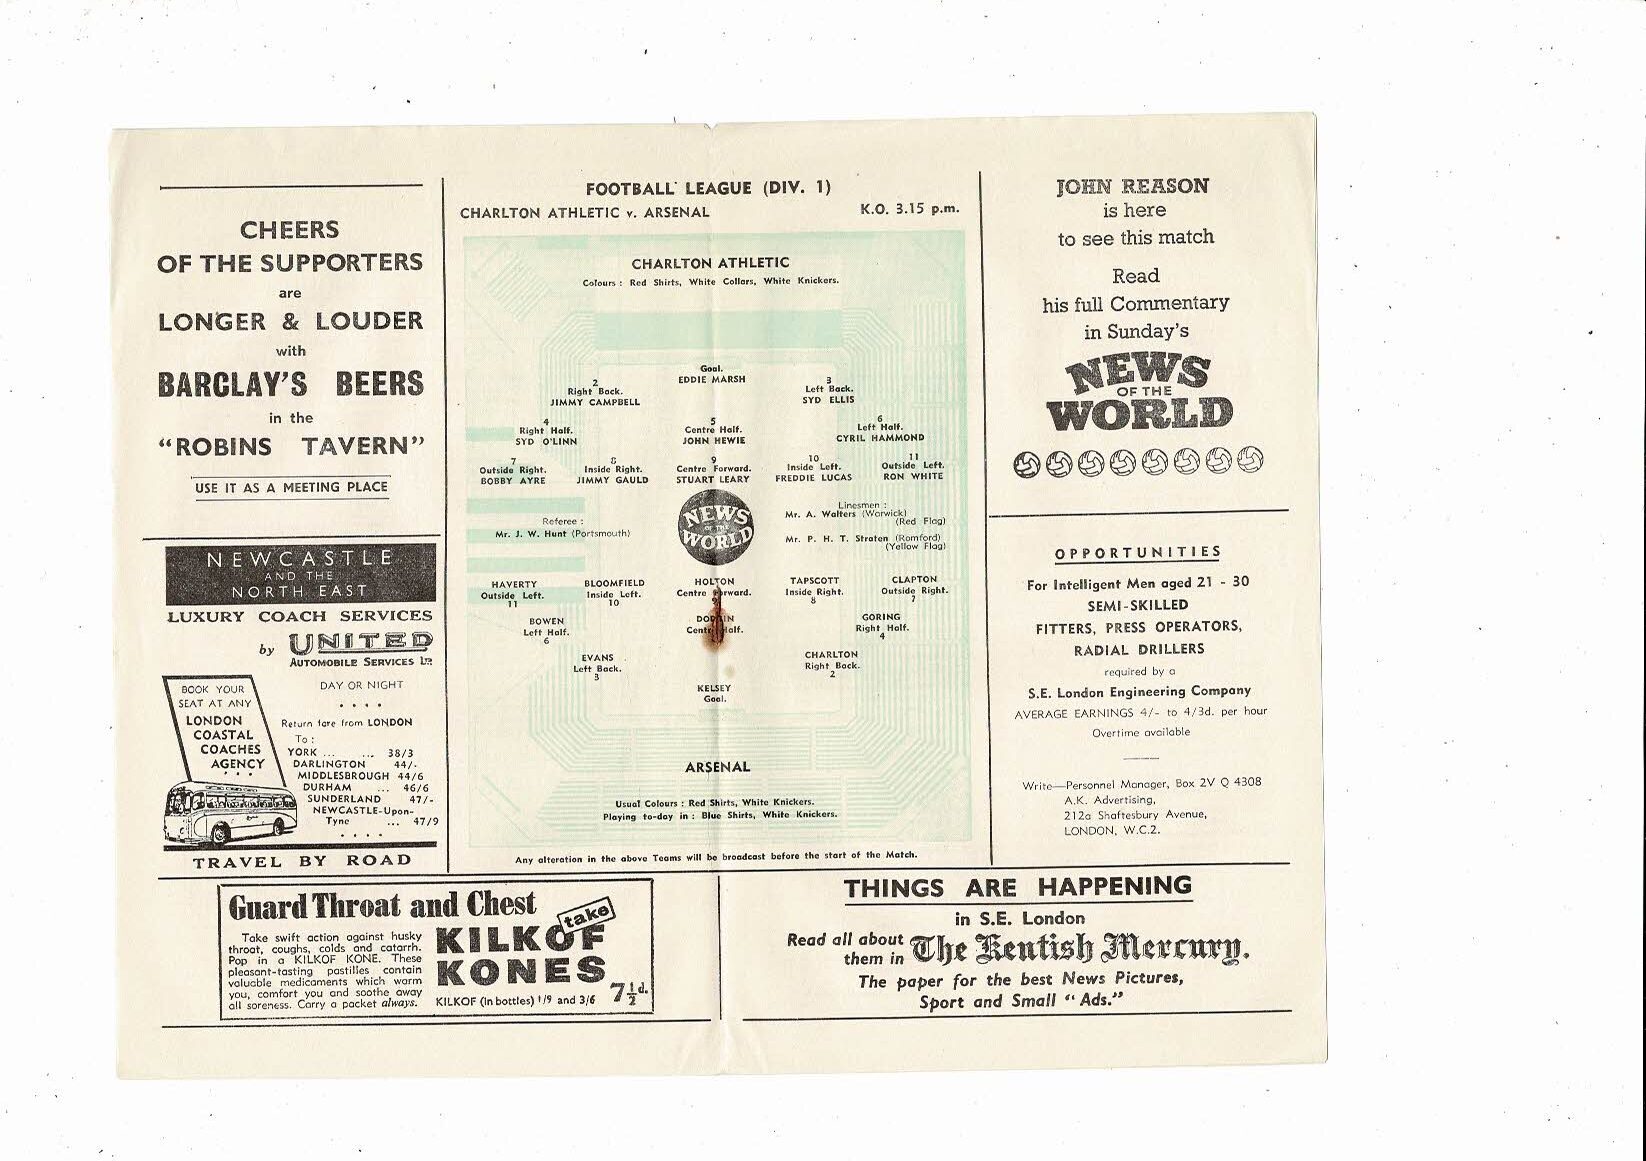 CHEERS
OF THE SUPPORTERS
are
LONGER & LOUDER
with
BARCLAY'S BEERS
in the
"ROBINS TAVERN"
USE IT AS A MEETING PLACE
NEWCASTLE
AND THE
NORTH EAST
LUXURY COACH SERVICES
by UNITED
AUTOMOBILE SERVICES LTD.
BOOK YOUR
SEAT AT ANY
LONDON
COASTAL
COACHES
AGENCY
DAY OR NIGHT
Return fare from LONDON
To :
YORK ... ... 38/3
DARLINGTON 44/-
MIDDLESBROUGH 44/6
DURHAM ... 46/6
SUNDERLAND 47/-
NEWCASTLE-Upon-
Tyne ... 47/9
TRAVEL BY ROAD
FOOTBALL LEAGUE (DIV. 1)
CHARLTON ATHLETIC v. ARSENAL K.O. 3.15 p.m.
CHARLTON ATHLETIC
Colours : Red Shirts, White Collars, White Knickers.
Goal.
EDDIE MARSH
2
Right Back.
JIMMY CAMPBELL
3
Left Back.
SYD ELLIS
4
Right Half.
SYD O'LINN
5
Centre Half.
JOHN HEWIE
6
Left Half.
CYRIL HAMMOND
7
Outside Right.
BOBBY AYRE
8
Inside Right.
JIMMY GAULD
9
Centre Forward.
STUART LEARY
10
Inside Left.
FREDDIE LUCAS
11
Outside Left.
RON WHITE
Referee :
Mr. J. W. Hunt (Portsmouth)
NEWS
OF THE
WORLD
Linesmen :
Mr. A. Walters (Warwick)
(Red Flag)
Mr. P. H. T. Straten (Romford)
(Yellow Flag)
HAVERTY
Outside Left.
11
BLOOMFIELD
Inside Left.
10
HOLTON
Centre
TAPSCOTT
Inside Right.
8
CLAPTON
Outside Right.
7
BOWEN
Left Half.
6
GORING
Right Half.
4
EVANS
Left Back.
3
CHARLTON
Right Back.
2
KELSEY
Goal.
ARSENAL
Usual Colours : Red Shirts, White Knickers.
Playing to-day in : Blue Shirts, White Knickers.
Any alteration in the above Teams will be broadcast before the start of the Match.
JOHN REASON
is here
to see this match
Read
his full Commentary
in Sunday's
NEWS
OF THE
WORLD
OPPORTUNITIES
For Intelligent Men aged 21 - 30
SEMI-SKILLED
FITTERS, PRESS OPERATORS,
RADIAL DRILLERS
required by a
S.E. London Engineering Company
AVERAGE EARNINGS 4/- to 4/3d. per hour
Overtime available
Write—Personnel Manager, Box 2V Q 4308
A.K. Advertising,
212a Shaftesbury Avenue,
LONDON, W.C.2.
Guard Throat and Chest
Take swift action against husky
throat, coughs, colds and catarrh.
Pop in a KILKOF KONE. These
pleasant-tasting pastilles contain
valuable medicaments which warm
you, comfort you and soothe away
all soreness. Carry a packet always.
take
KILKOF
KONES
KILKOF (in bottles) 1/9 and 3/6 7½d.
THINGS ARE HAPPENING
in S.E. London
Read all about
them in The Kentish Mercury.
The paper for the best News Pictures,
Sport and Small "Ads."